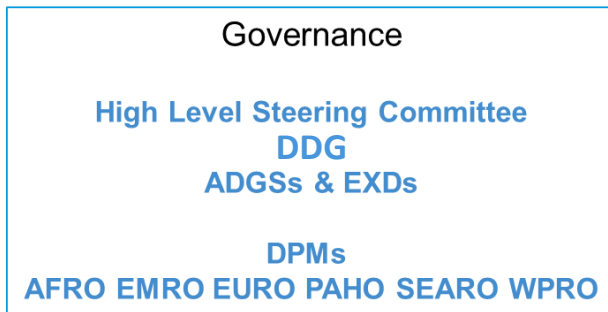 Governance
High Level Steering Committee
DDG
ADGSs & EXDs
DPMs
AFRO EMRO EURO PAHO SEARO WPRO